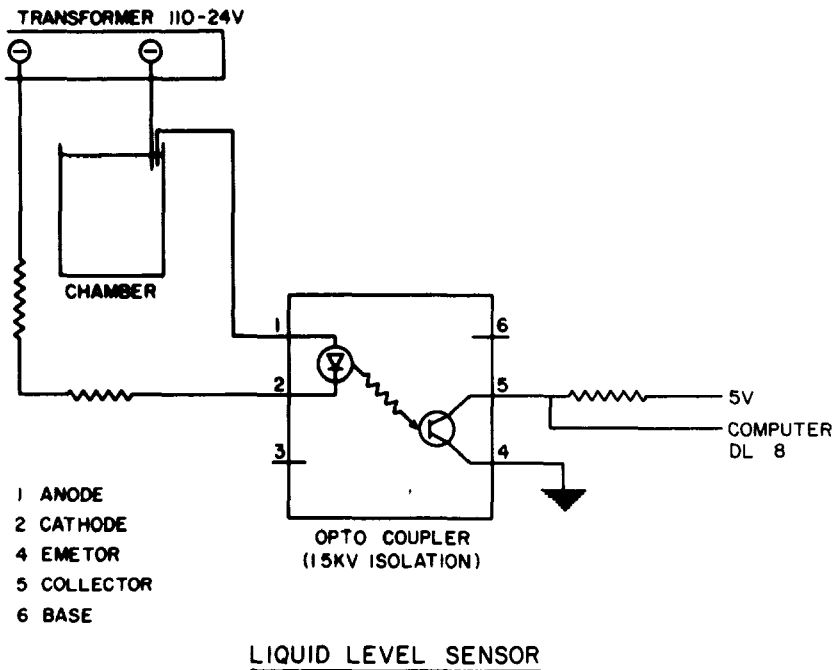 TRANSFORMER 110-24V
CHAMBER
1
2
3
6
5
4
5V
COMPUTER
DL 8
OPTO COUPLER
(15KV ISOLATION)
1 ANODE
2 CATHODE
4 EMETOR
5 COLLECTOR
6 BASE
LIQUID LEVEL SENSOR